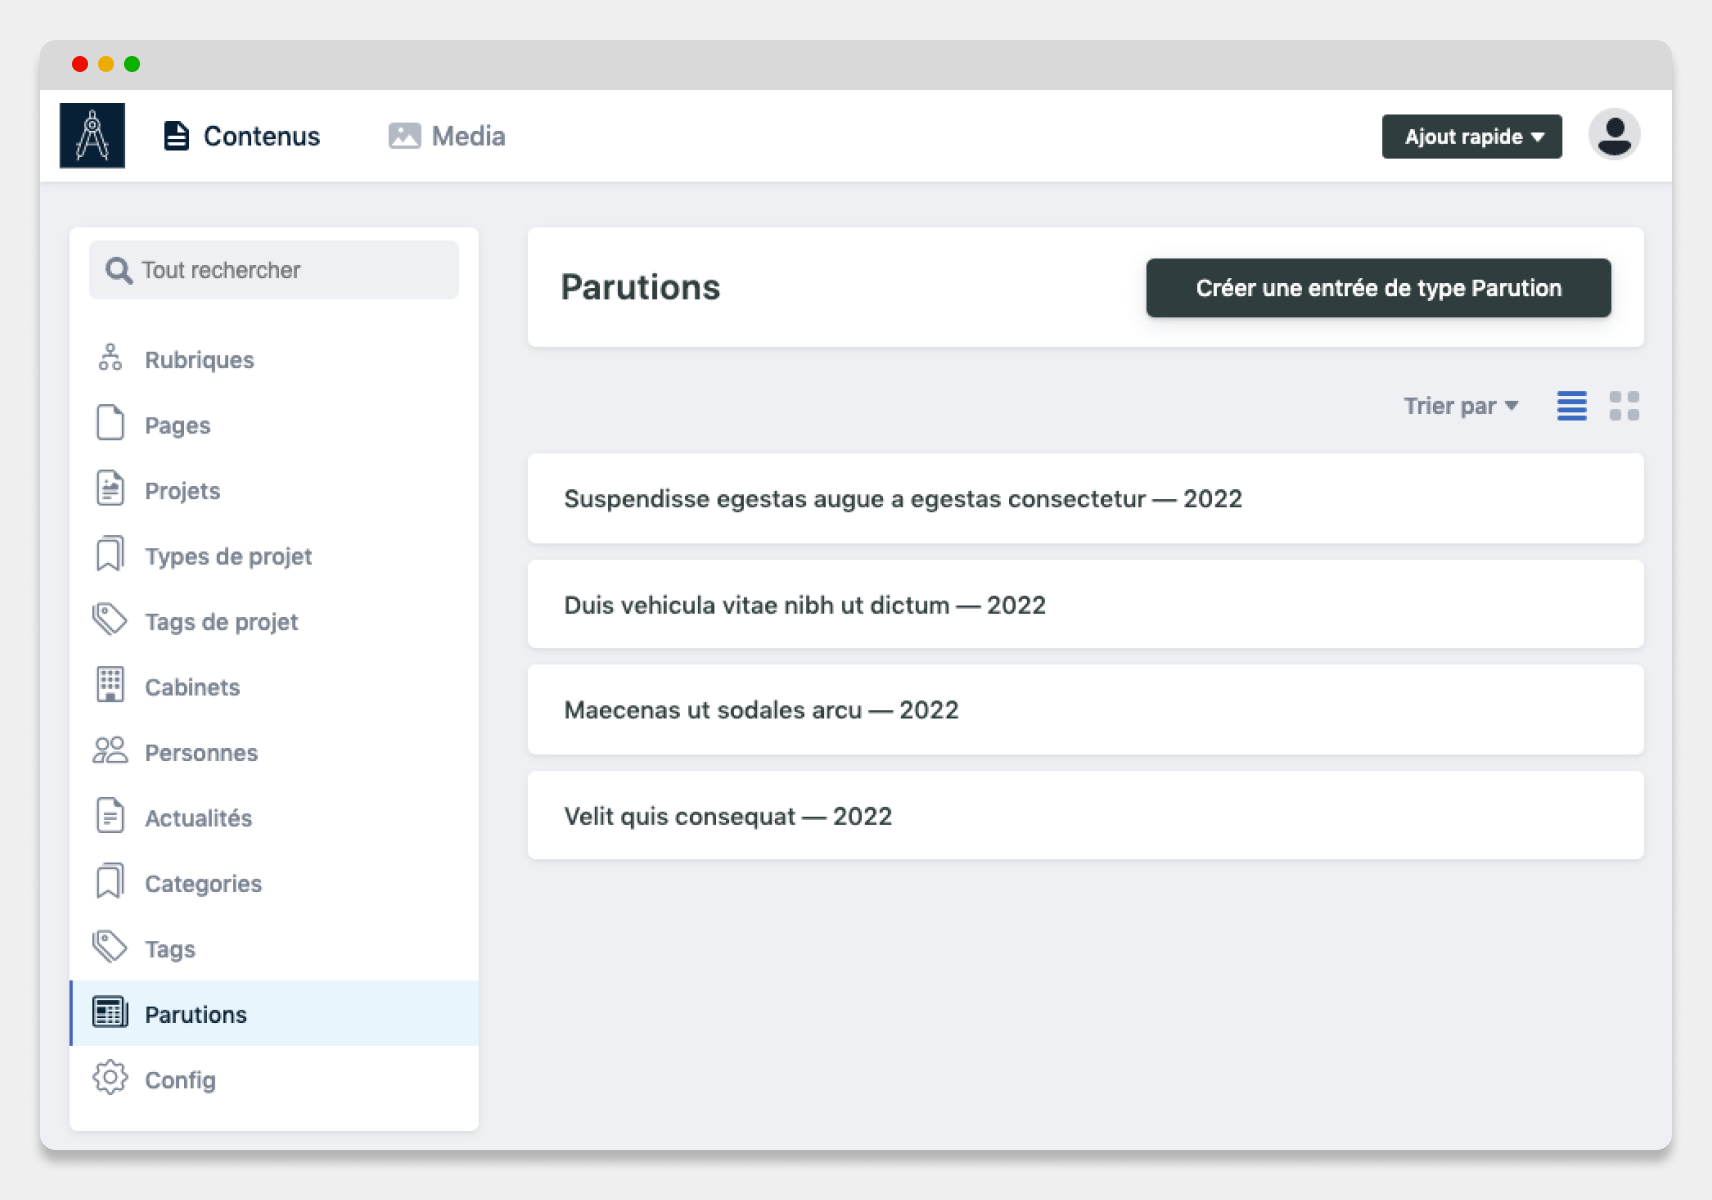 Contenus
Media
Ajout rapide
Tout rechercher
Rubriques
Pages
Projets
Types de projet
Tags de projet
Cabinets
Personnes
Actualités
Categories
Tags
Parutions
Config
Parutions
Créer une entrée de type Parution
Trier par
Suspendisse egestas augue a egestas consectetur — 2022
Duis vehicula vitae nibh ut dictum — 2022
Maecenas ut sodales arcu — 2022
Velit quis consequat — 2022